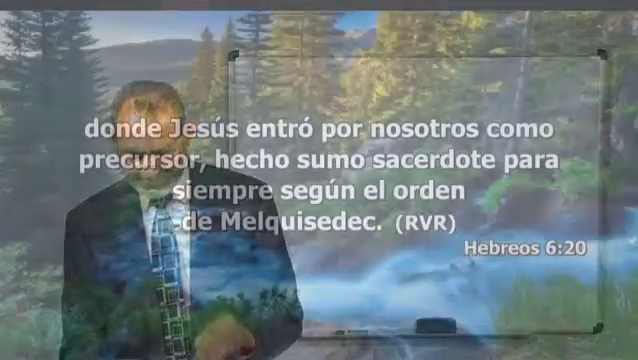 donde Jesús entró por nosotros como
precursor, hecho sumo sacerdote para
siempre según el orden
de Melquisedec. (RVR)
Hebreos 6:20